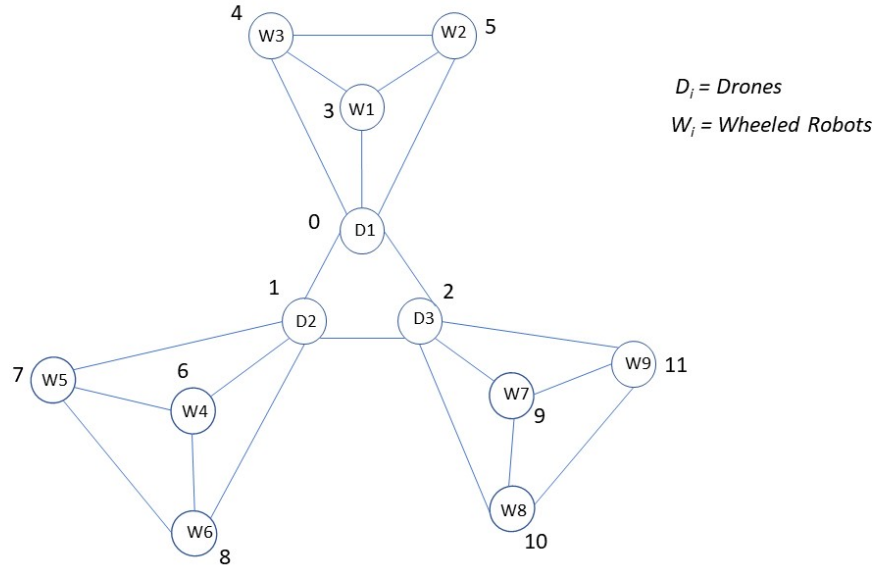 4
W3
W2
5
D_i = Drones
W_i = Wheeled Robots
3
W1
0
D1
1
2
D2
D3
7
W5
6
W4
W9
11
W7
9
W6
8
W8
10